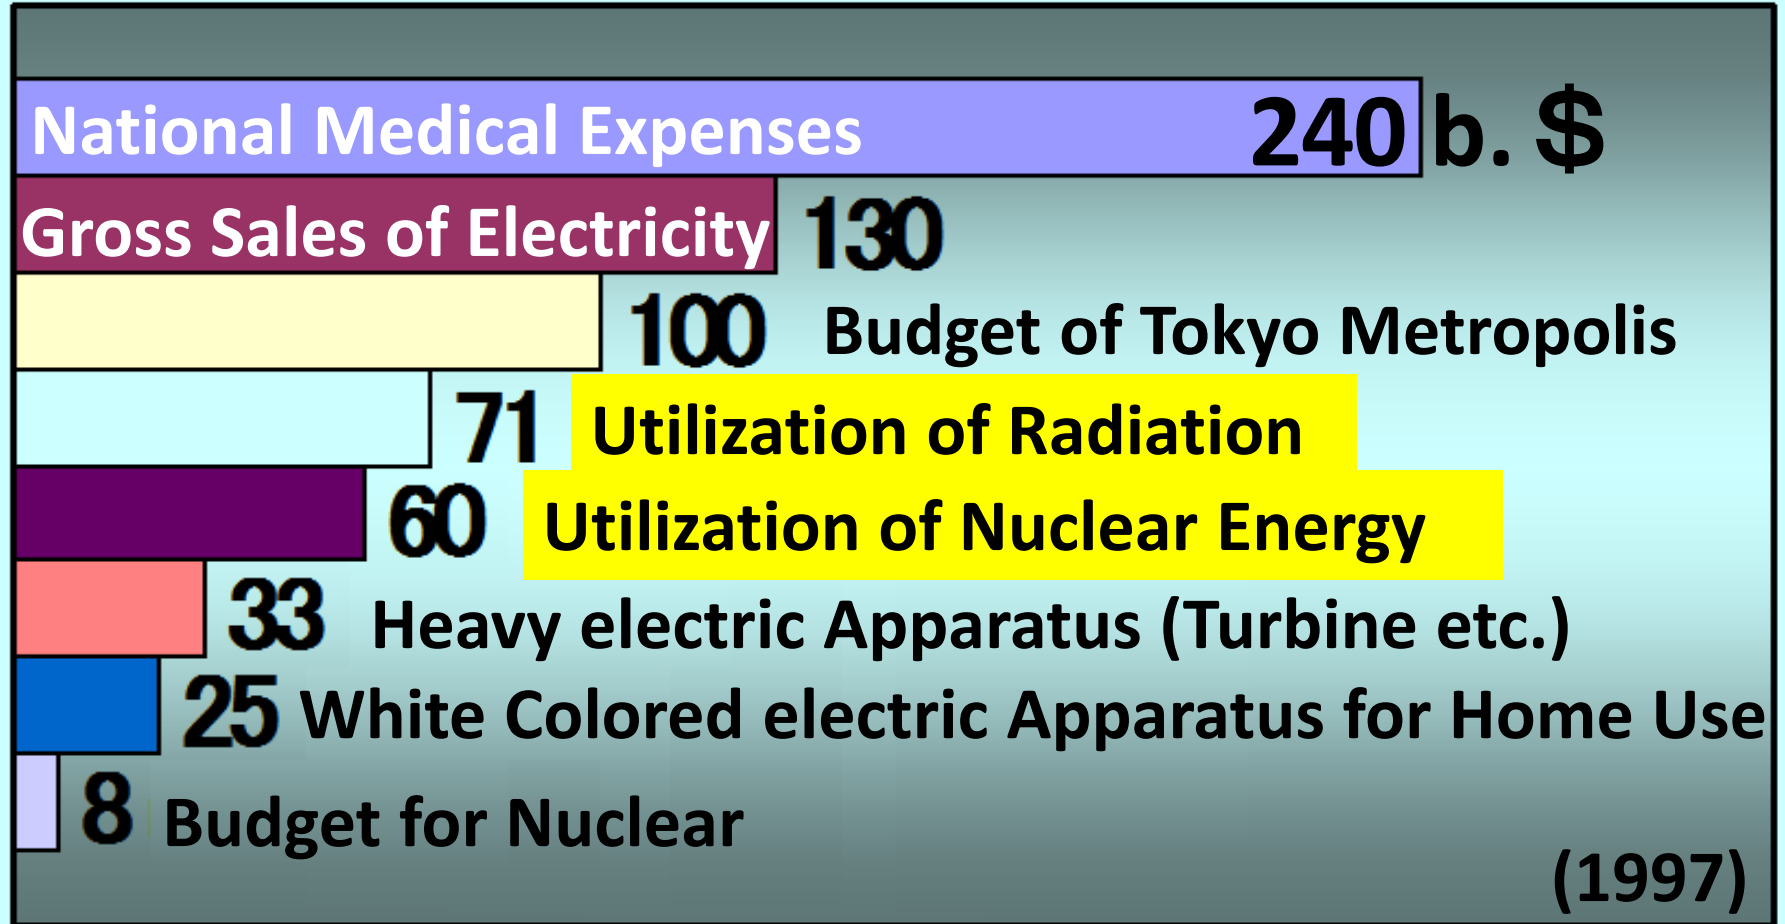 National Medical Expenses 240 b. $
Gross Sales of Electricity 130
100 Budget of Tokyo Metropolis
71 Utilization of Radiation
60 Utilization of Nuclear Energy
33 Heavy electric Apparatus (Turbine etc.)
25 White Colored electric Apparatus for Home Use
8 Budget for Nuclear
(1997)